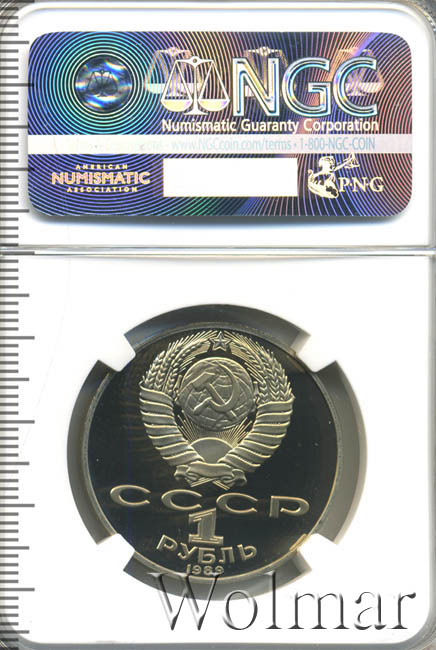 NGC
Numismatic Guaranty Corporation
www.NGCcoin.com/terms • 1-800-NGC-COIN
AMERICAN
NUMISMATIC
ASSOCIATION
PNG
СССР
1
РУБЛЬ
1989
Wolmar